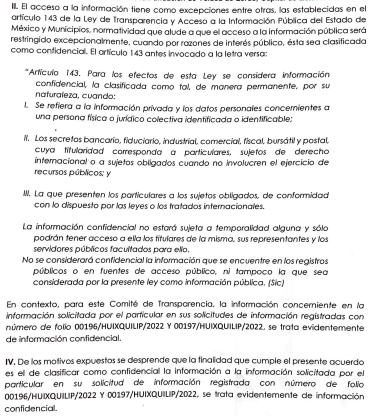 II. El acceso a la información tiene como excepciones entre otras, las establecidas en el
artículo 143 de la Ley de Transparencia y Acceso a la Información Pública del Estado de
México y Municipios, normatividad que alude a que el acceso a la información pública será
restringido excepcionalmente, cuando por razones de interés público, ésta sea clasificada
como confidencial. El artículo 143 antes invocado a la letra versa:
"Artículo 143. Para los efectos de esta Ley se considera información
confidencial, la clasificada como tal, de manera permanente, por su
naturaleza, cuando:
I. Se refiera a la información privada y los datos personales concernientes a
una persona física o jurídico colectiva identificada o identificable;
II. Los secretos bancario, fiduciario, industrial, comercial, fiscal, bursátil y postal,
cuya titularidad corresponda a particulares, sujetos de derecho
internacional o a sujetos obligados cuando no involucren el ejercicio de
recursos públicos; y
III. La que presenten los particulares a los sujetos obligados, de conformidad
con lo dispuesto por las leyes o los tratados internacionales.
La información confidencial no estará sujeta a temporalidad alguna y sólo
podrán tener acceso a ella los titulares de la misma, sus representantes y los
servidores públicos facultados para ello.
No se considerará confidencial la información que se encuentre en los registros
públicos o en fuentes de acceso público, ni tampoco la que sea
considerada por la presente ley como información pública. (Sic)
En contexto, para este Comité de Transparencia, la información concerniente en la
información solicitada por el particular en sus solicitudes de información registradas con
número de folio 00196/HUIXQUILIP/2022 Y 00197/HUIXQUILIP/2022, se trata evidentemente
de información confidencial.
IV. De los motivos expuestos se desprende que la finalidad que cumple el presente acuerdo
es el de clasificar como confidencial la información a la información solicitada por el
particular en su solicitud de información registrada con número de folio
00196/HUIXQUILIP/2022 Y 00197/HUIXQUILIP/2022, se trata evidentemente de información
confidencial.